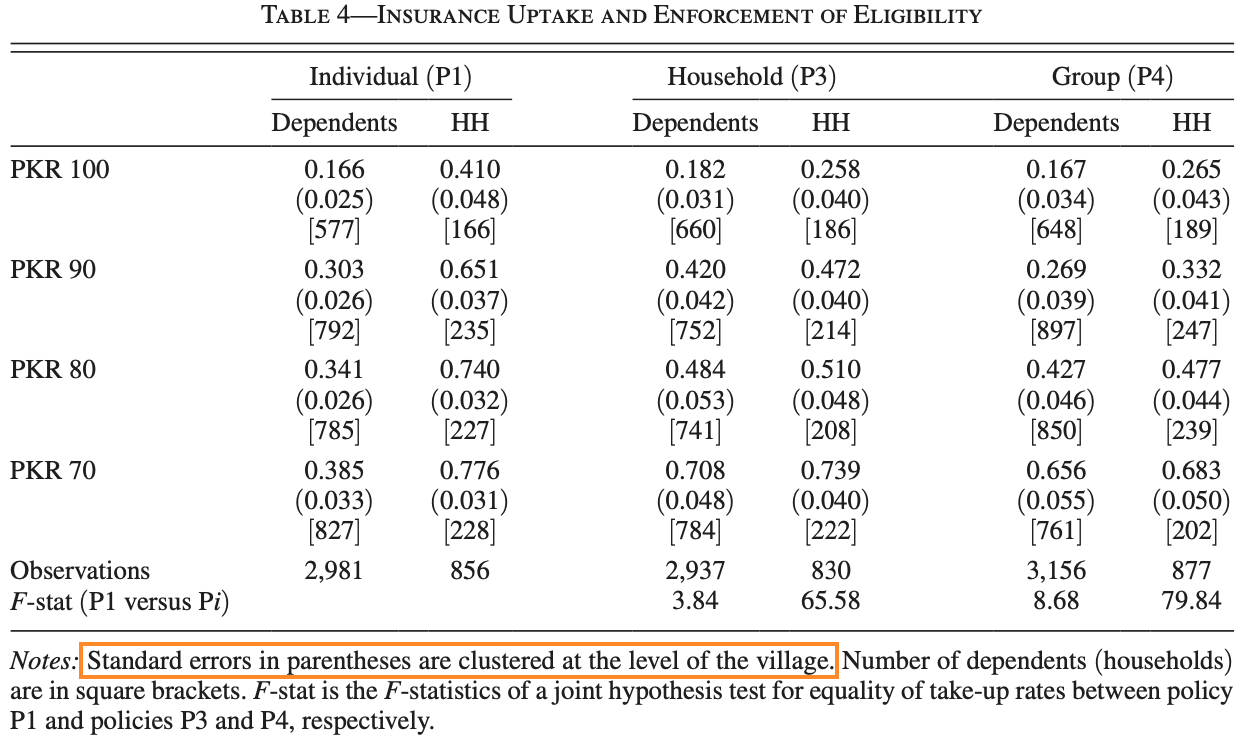 TABLE 4—INSURANCE UPTAKE AND ENFORCEMENT OF ELIGIBILITY
Individual (P1) Household (P3) Group (P4)
Dependents HH Dependents HH Dependents HH
PKR 100 0.166 0.410 0.182 0.258 0.167 0.265
(0.025) (0.048) (0.031) (0.040) (0.034) (0.043)
[577] [166] [660] [186] [648] [189]
PKR 90 0.303 0.651 0.420 0.472 0.269 0.332
(0.026) (0.037) (0.042) (0.040) (0.039) (0.041)
[792] [235] [752] [214] [897] [247]
PKR 80 0.341 0.740 0.484 0.510 0.427 0.477
(0.026) (0.032) (0.053) (0.048) (0.046) (0.044)
[785] [227] [741] [208] [850] [239]
PKR 70 0.385 0.776 0.708 0.739 0.656 0.683
(0.033) (0.031) (0.048) (0.040) (0.055) (0.050)
[827] [228] [784] [222] [761] [202]
Observations 2,981 856 2,937 830 3,156 877
F-stat (P1 versus Pi) 3.84 65.58 8.68 79.84
Notes: Standard errors in parentheses are clustered at the level of the village. Number of dependents (households)
are in square brackets. F-stat is the F-statistics of a joint hypothesis test for equality of take-up rates between policy
P1 and policies P3 and P4, respectively.